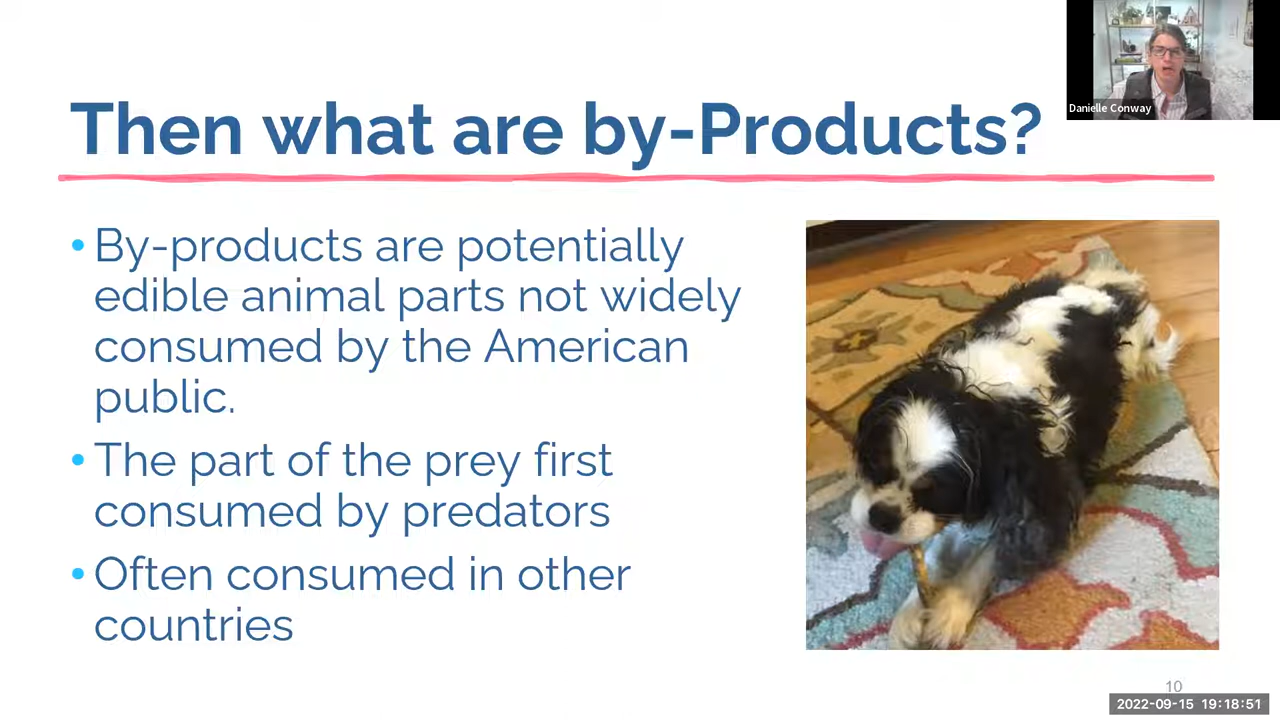 Then what are by-Products?
Danielle Conway
• By-products are potentially
edible animal parts not widely
consumed by the American
public.
• The part of the prey first
consumed by predators
• Often consumed in other
countries
10
2022-09-15 19:18:51